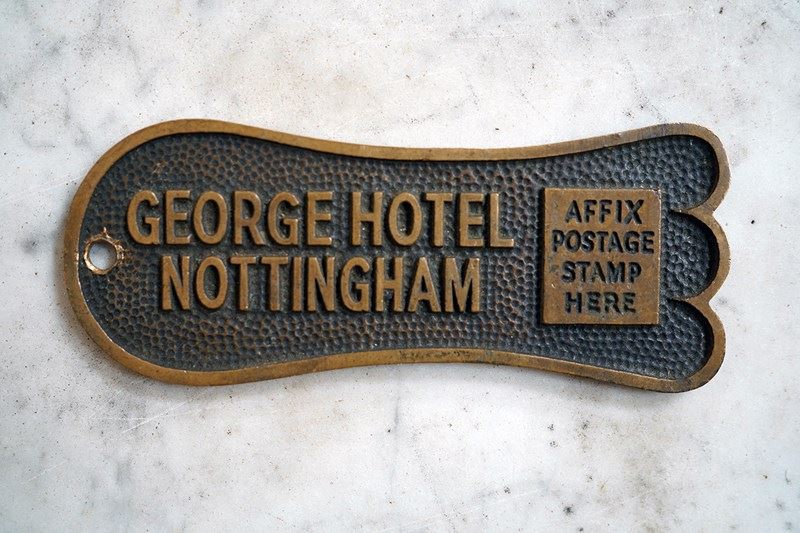 GEORGE HOTEL
NOTTINGHAM
AFFIX
POSTAGE
STAMP
HERE